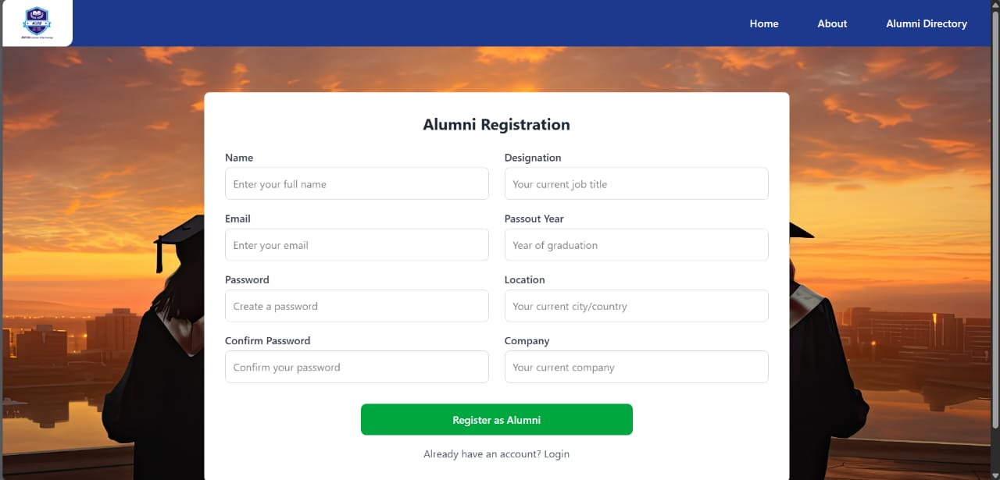 KITE
Home
About
Alumni Directory
Alumni Registration
Name
Designation
Enter your full name
Your current job title
Email
Passout Year
Enter your email
Year of graduation
Password
Location
Create a password
Your current city/country
Confirm Password
Company
Confirm your password
Your current company
Register as Alumni
Already have an account? Login